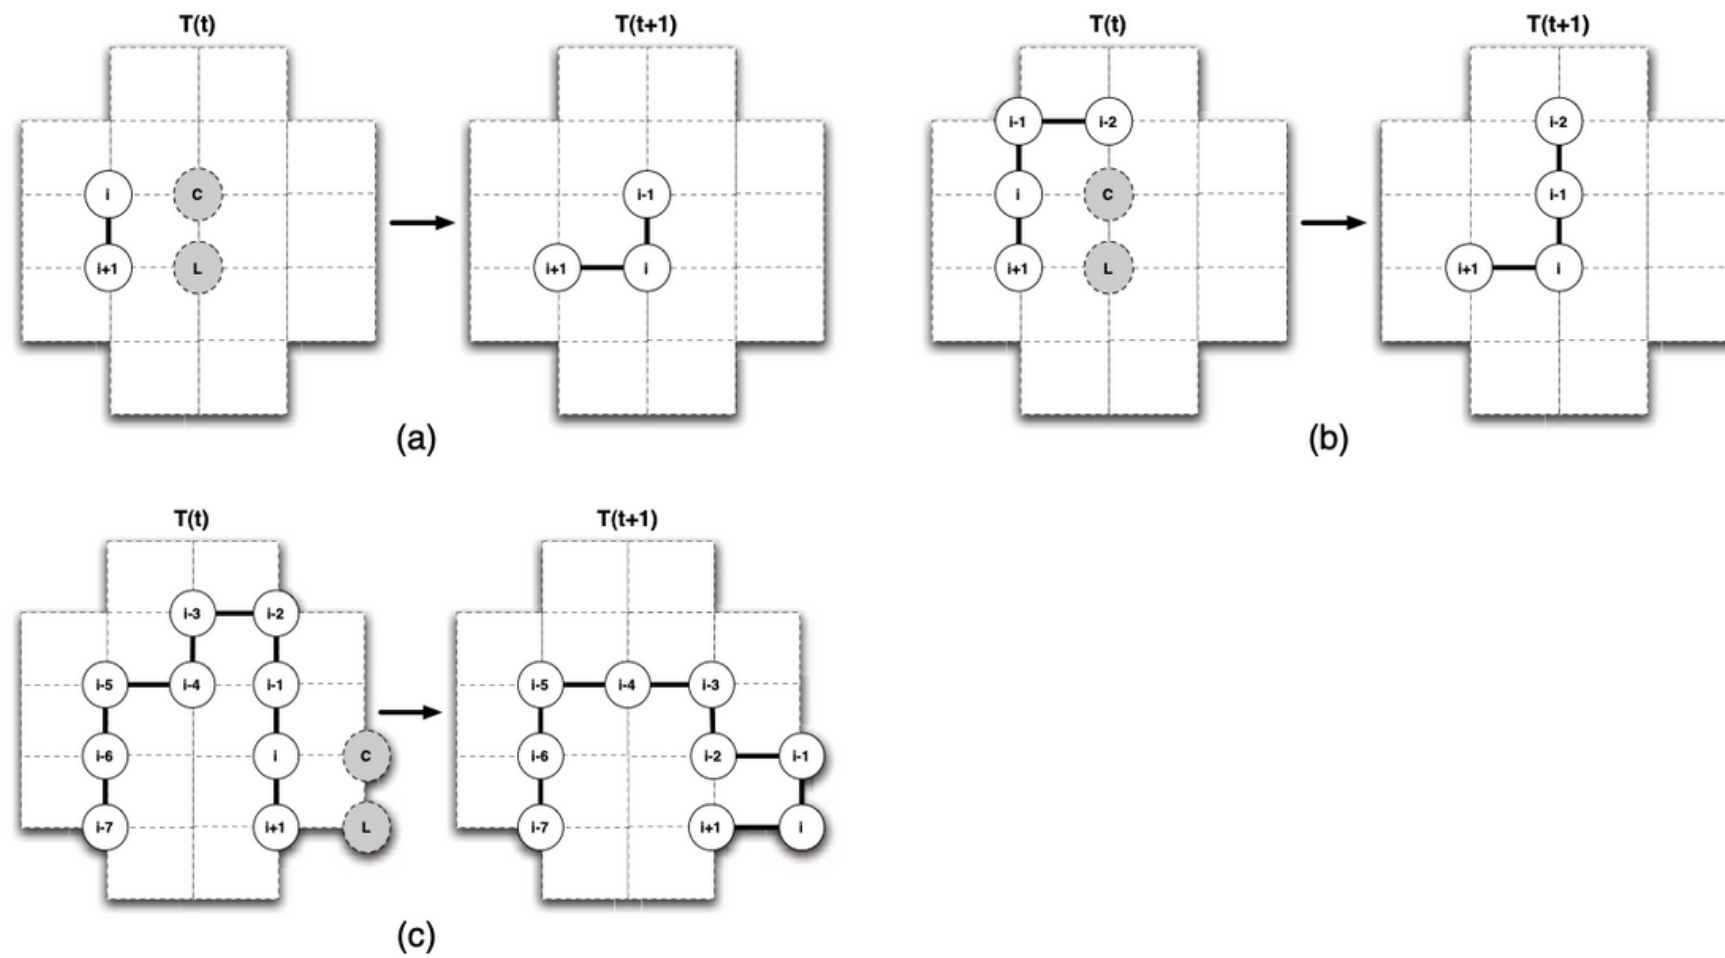 T(t) T(t+1) T(t) T(t+1)
i-1 i-2 i-2
i C i-1 i C i-1
i+1 L i+1 i i+1 L i+1 i
(a) (b)
T(t) T(t+1)
i-3 i-2
i-5 i-4 i-1 i-5 i-4 i-3
i-6 i C i-6 i-2 i-1
i-7 i+1 L i-7 i+1 i
(c)